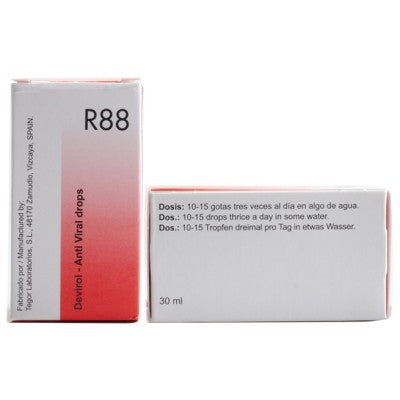 R88
Devirol - Anti Viral drops
Fabricado por / Manufactured by:
Tegor Laboratorios, S.L., 48170 Zamudio, Vizcaya, SPAIN.
Dosis: 10-15 gotas tres veces al día en algo de agua.
Dos.: 10-15 drops thrice a day in some water.
Dos.: 10-15 Tropfen dreimal pro Tag in etwas Wasser.
30 ml